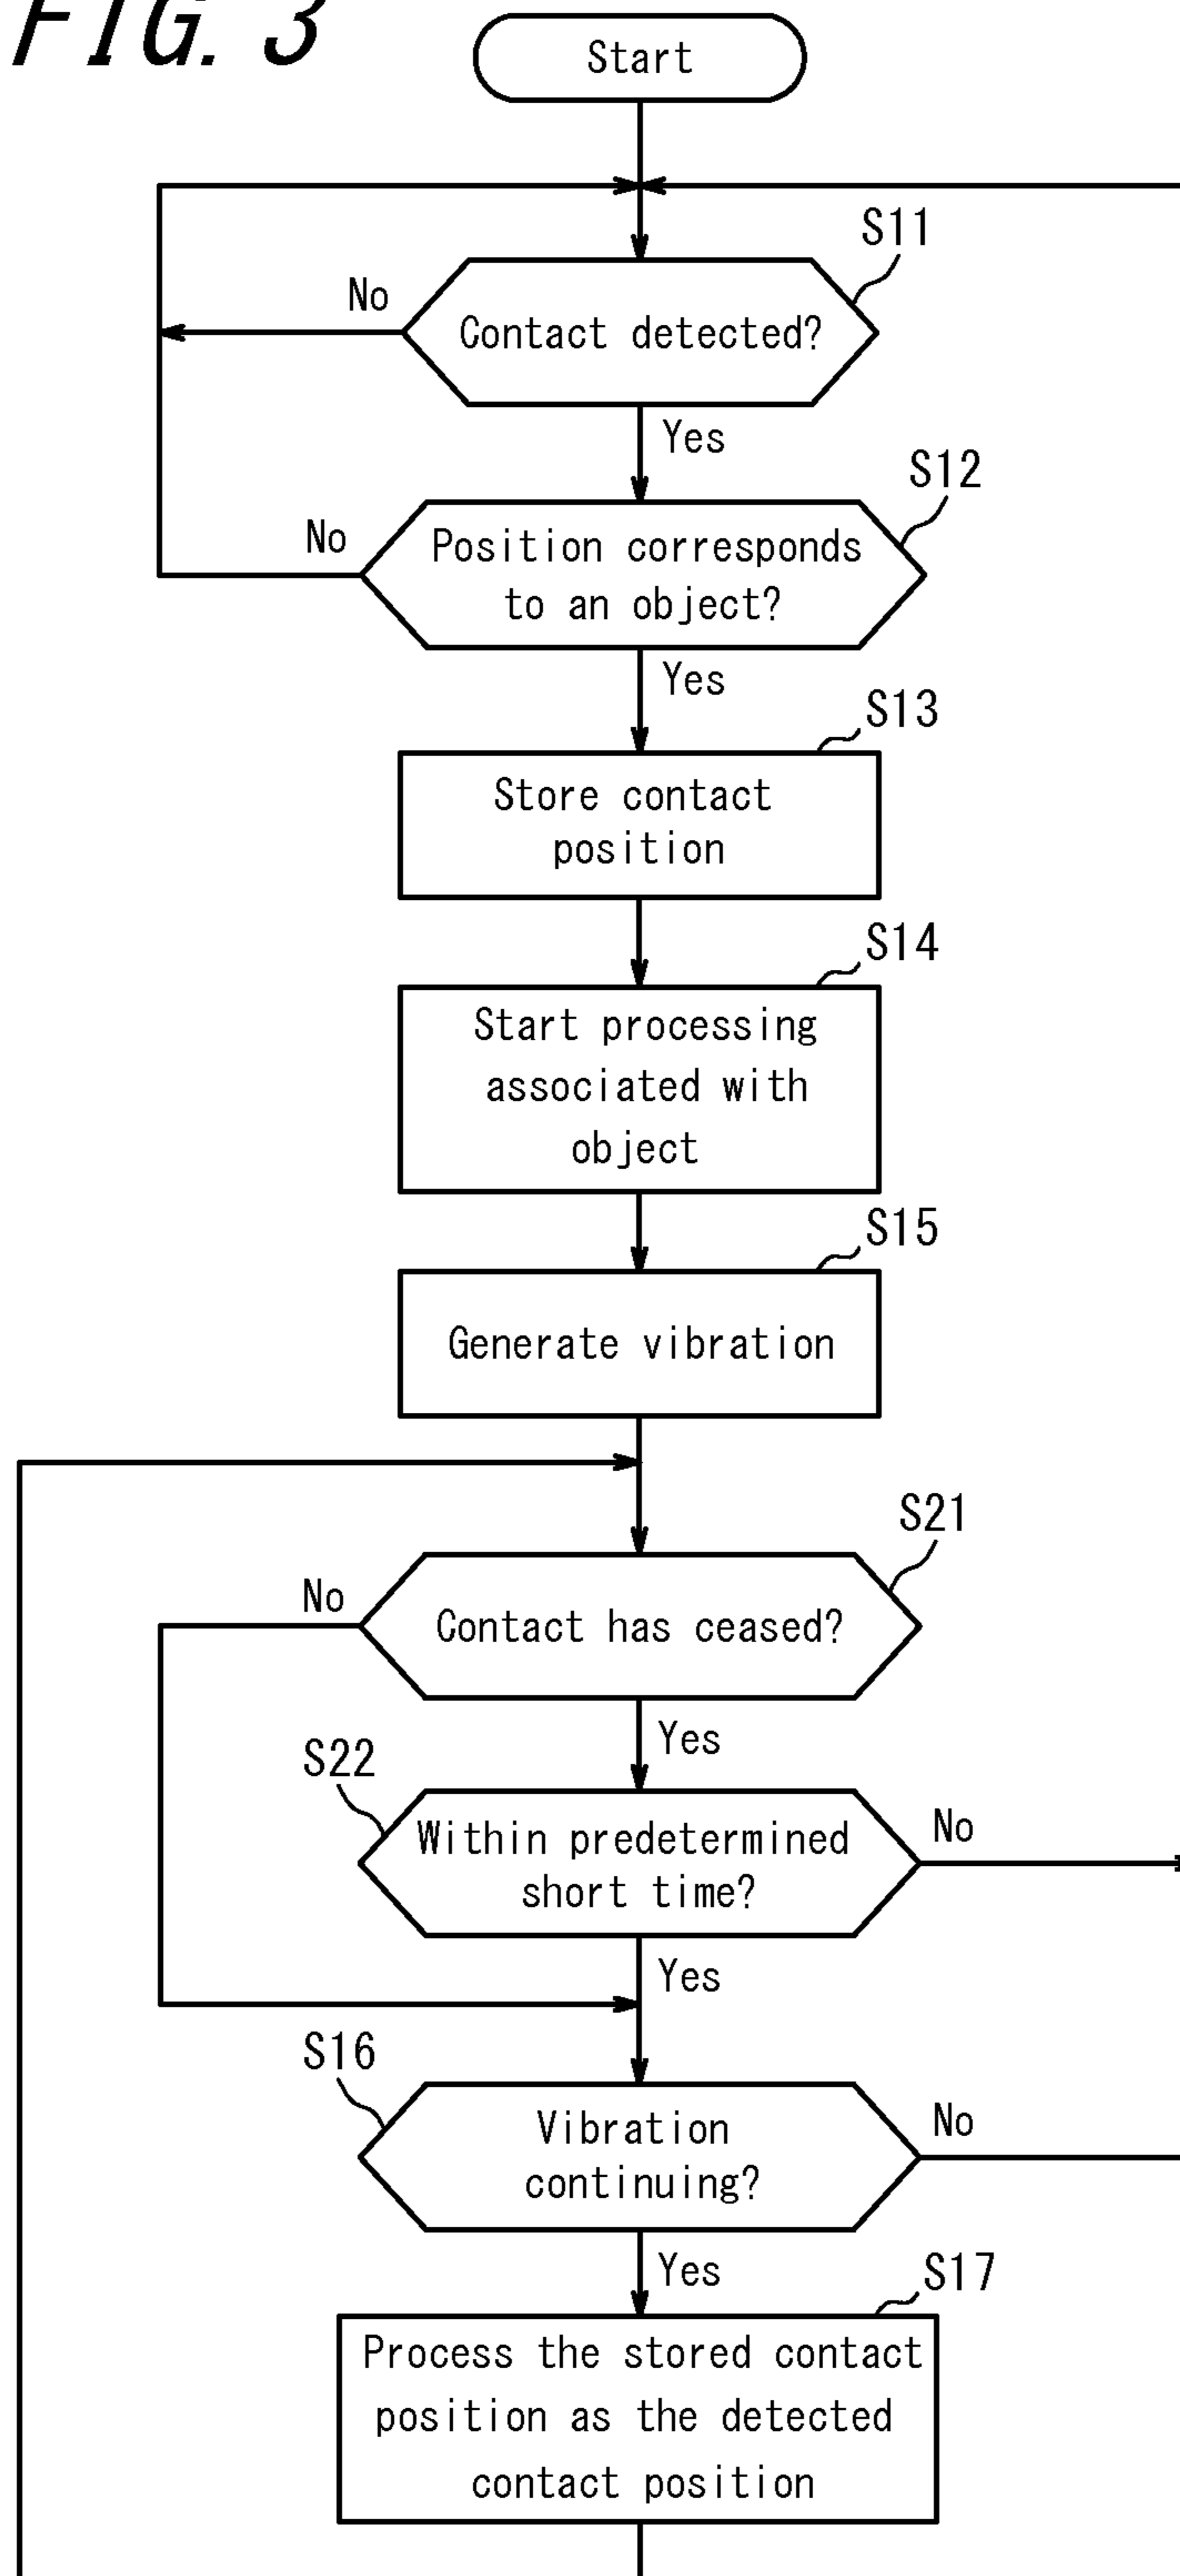 FIG. 3
Start
S11
No
Contact detected?
Yes
S12
No
Position corresponds
to an object?
Yes
S13
Store contact
position
S14
Start processing
associated with
object
S15
Generate vibration
S21
No
Contact has ceased?
Yes
S22
No
Within predetermined
short time?
Yes
S16
No
Vibration
continuing?
Yes
S17
Process the stored contact
position as the detected
contact position